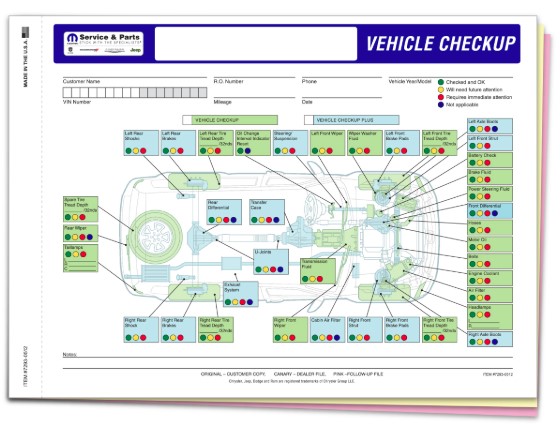 MADE IN THE U.S.A.
Service & Parts
STICK WITH THE SPECIALISTS
Jeep
VEHICLE CHECKUP
Customer Name
R.O. Number
Phone
Vehicle Year/Model
Checked and OK
Will need future attention
Requires immediate attention
Not applicable
VIN Number
Mileage
Date
VEHICLE CHECKUP
VEHICLE CHECKUP PLUS
Left Rear
Shocks
Left Rear
Brakes
Left Rear Tire
Tread Depth
/32nds
Oil Change
Interval Indicator
Reset
Steering/
Suspension
Left Front Wiper
Wiper Washer
Fluid
Left Front
Brake Pads
Left Front Tire
Tread Depth
/32nds
Left Axle Boots
Left Front Strut
Battery Check
Brake Fluid
Power Steering Fluid
Front Differential
Hoses
Motor Oil
Belts
Engine Coolant
Air Filter
Headlamps
Right Axle Boots
Spare Tire
Tread Depth
/32nds
Rear Wiper
Taillamps
Rear
Differential
Transfer
Case
U-Joints
Exhaust
System
Transmission
Fluid
Right Rear
Shock
Right Rear
Brakes
Right Rear Tire
Tread Depth
/32nds
Right Front
Wiper
Cabin Air Filter
Right Front
Strut
Right Front
Brake Pads
Right Front Tire
Tread Depth
/32nds
Notes:
ORIGINAL - CUSTOMER COPY. CANARY - DEALER FILE. PINK - FOLLOW-UP FILE
ITEM #7293-0512
Chrysler, Jeep, Dodge and Ram are registered trademarks of Chrysler Group LLC.
ITEM #7293-0512